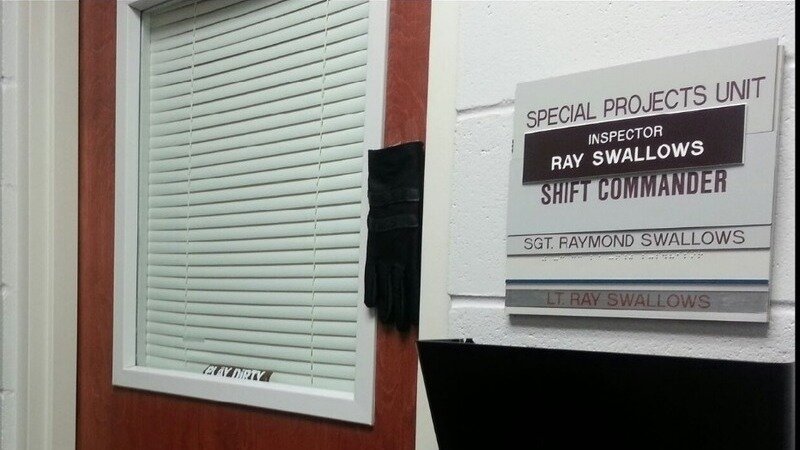 SPECIAL PROJECTS UNIT
INSPECTOR
RAY SWALLOWS
SHIFT COMMANDER
SGT. RAYMOND SWALLOWS
LT. RAY SWALLOWS
PLAY DIRTY